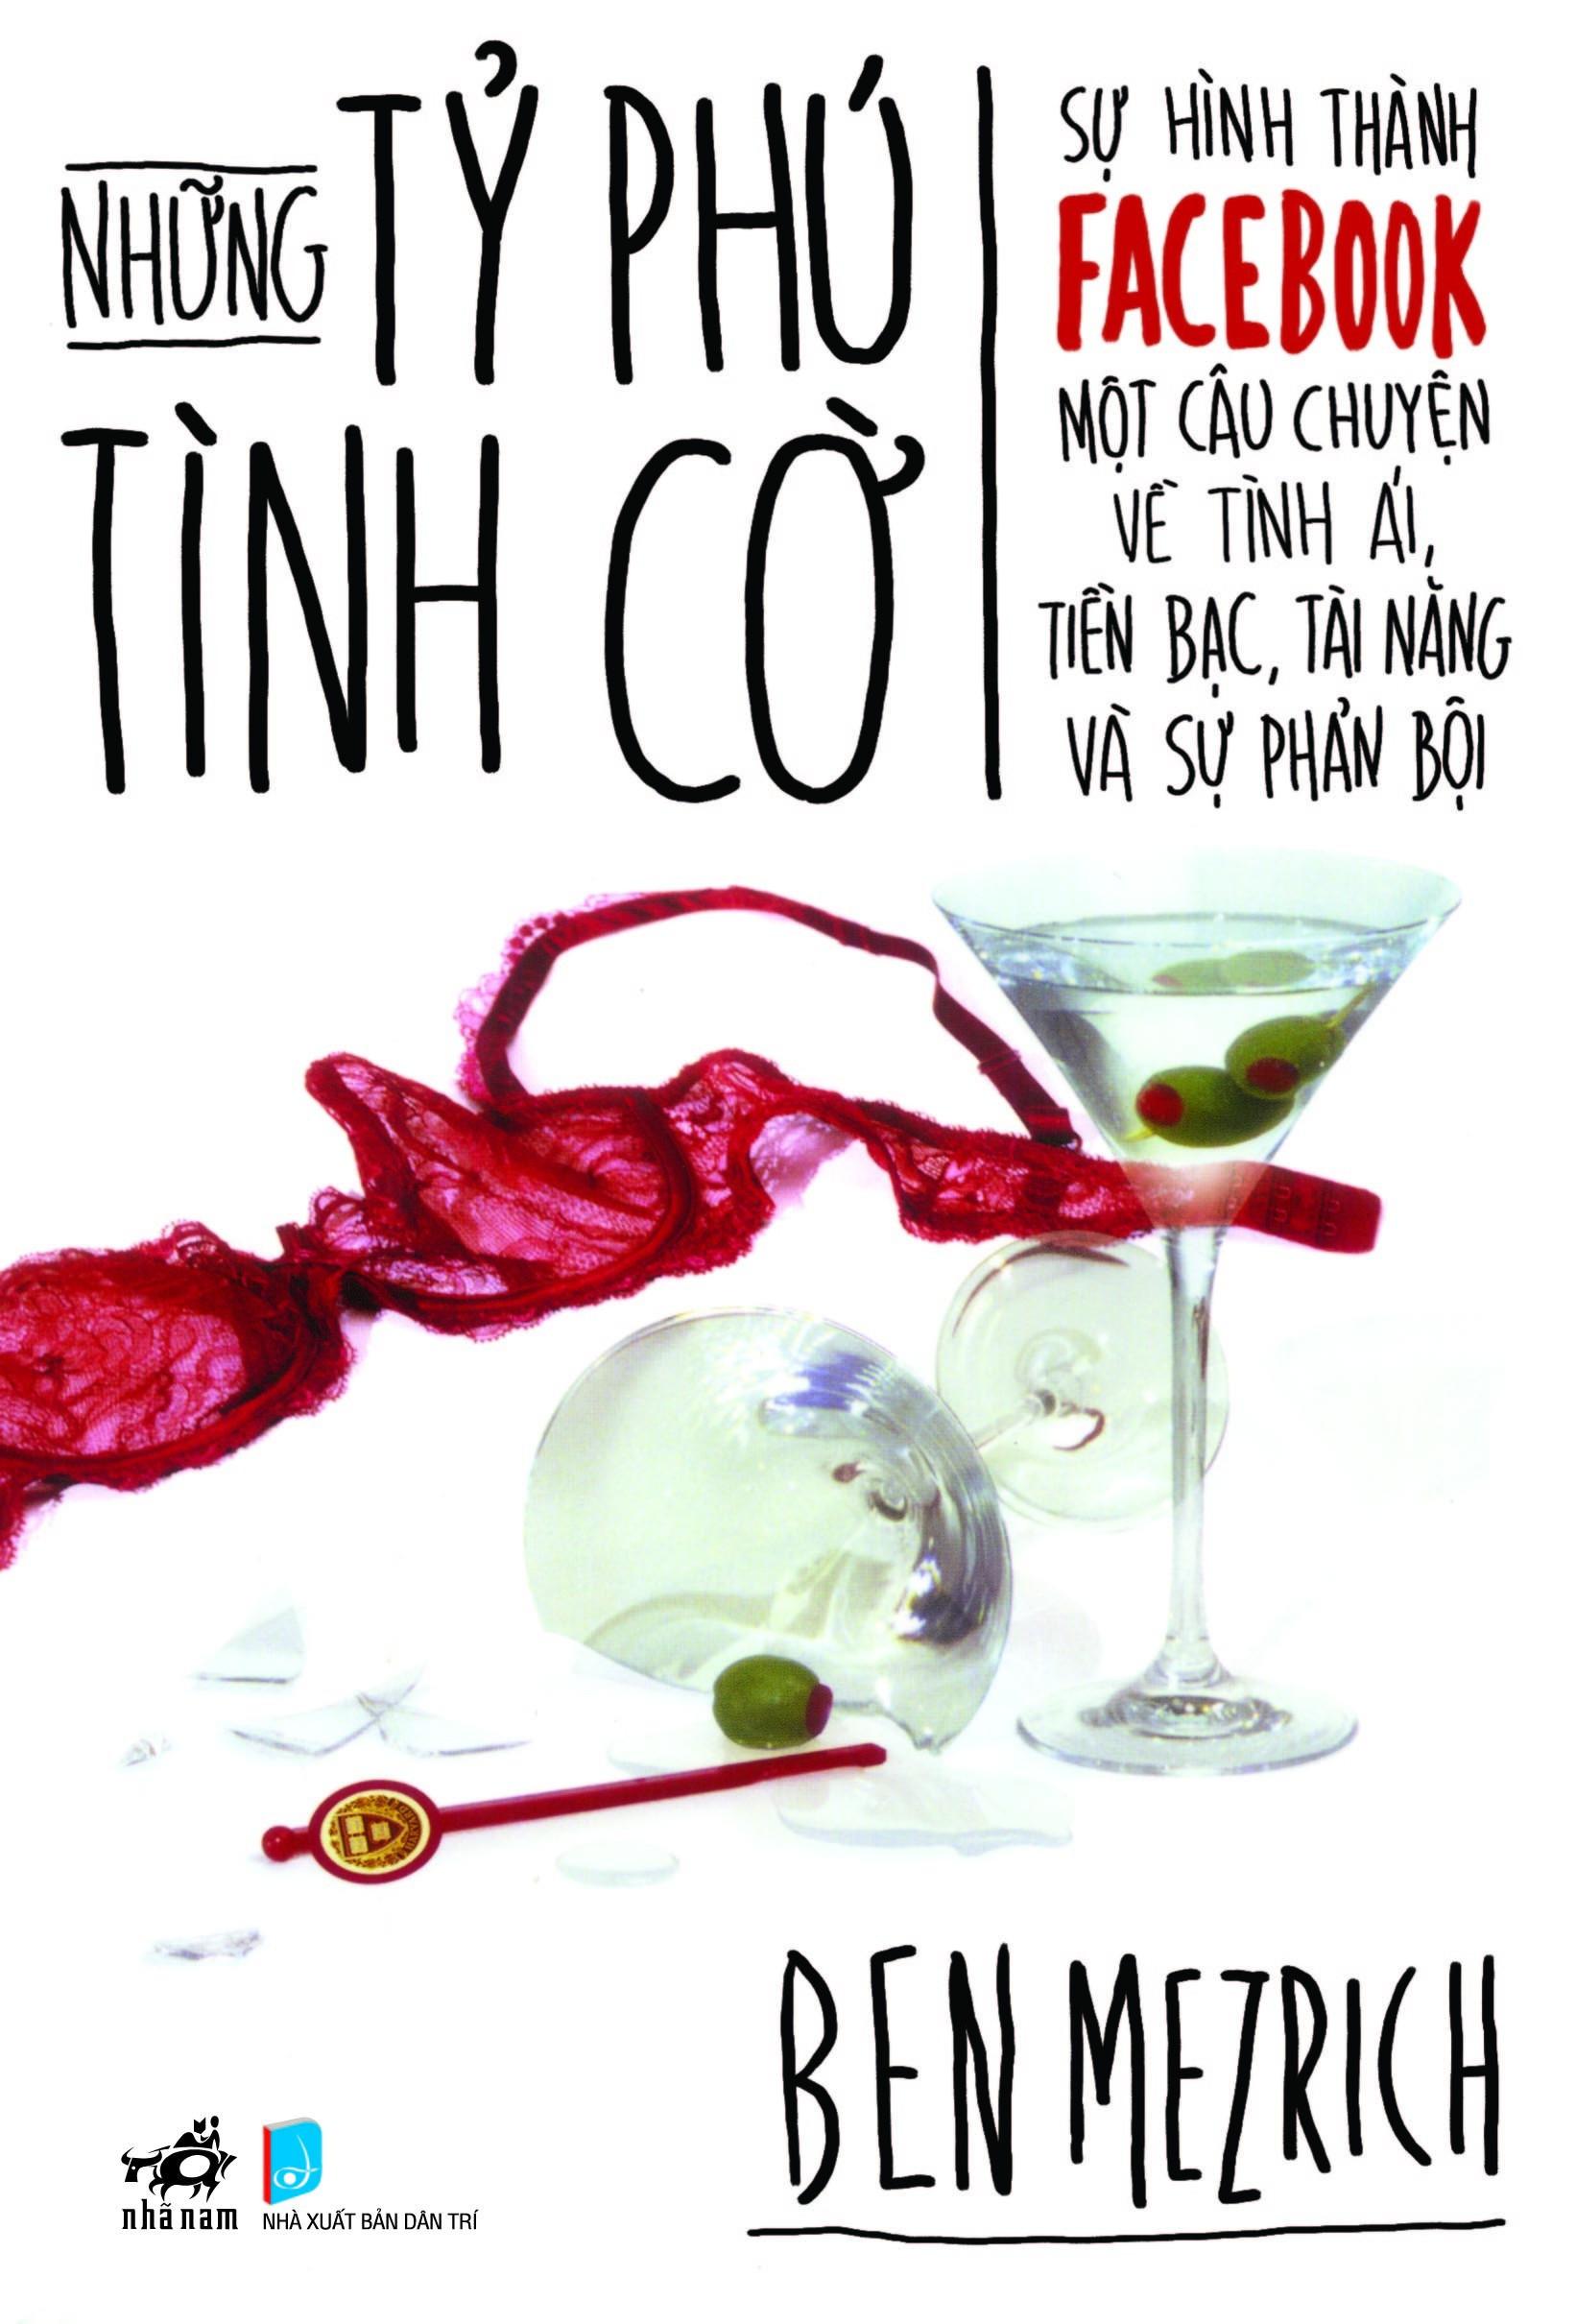 NHỮNG TỶ PHÚ
TÌNH CỜ
SỰ HÌNH THÀNH
FACEBOOK
MỘT CÂU CHUYỆN
VỀ TÌNH ÁI,
TIỀN BẠC, TÀI NĂNG
VÀ SỰ PHẢN BỘI
BEN MEZRICH
nhã nam
NHÀ XUẤT BẢN DÂN TRÍ